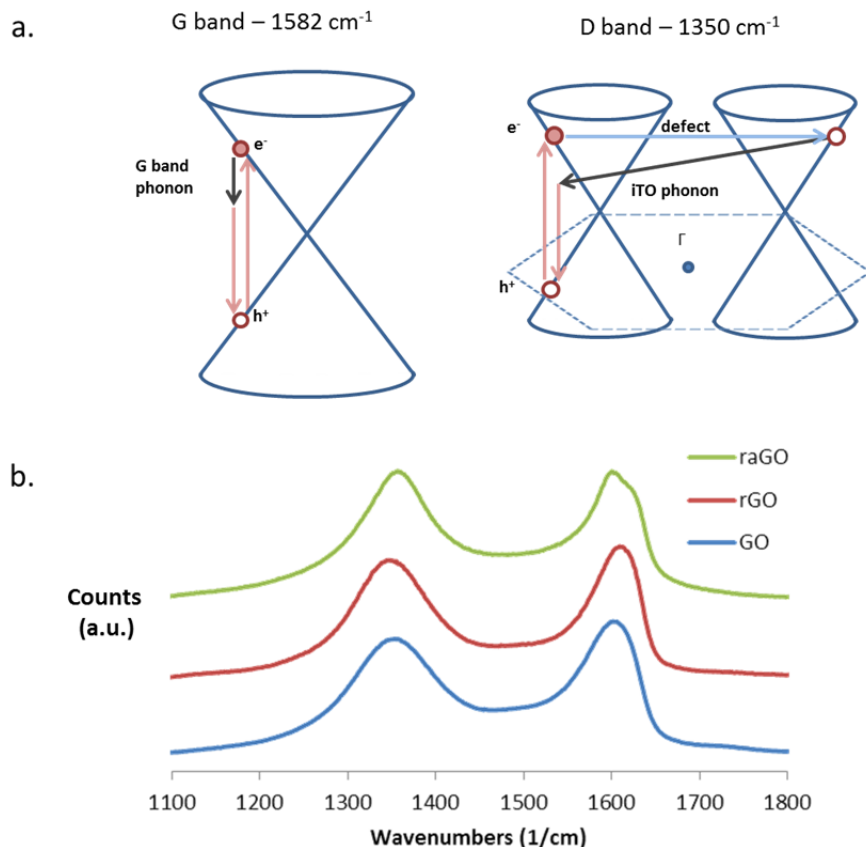 a.
G band – 1582 cm⁻¹
D band – 1350 cm⁻¹
e⁻
G band
phonon
h⁺
e⁻
defect
iTO phonon
Γ
h⁺
b.
raGO
rGO
GO
Counts
(a.u.)
1100 1200 1300 1400 1500 1600 1700 1800
Wavenumbers (1/cm)